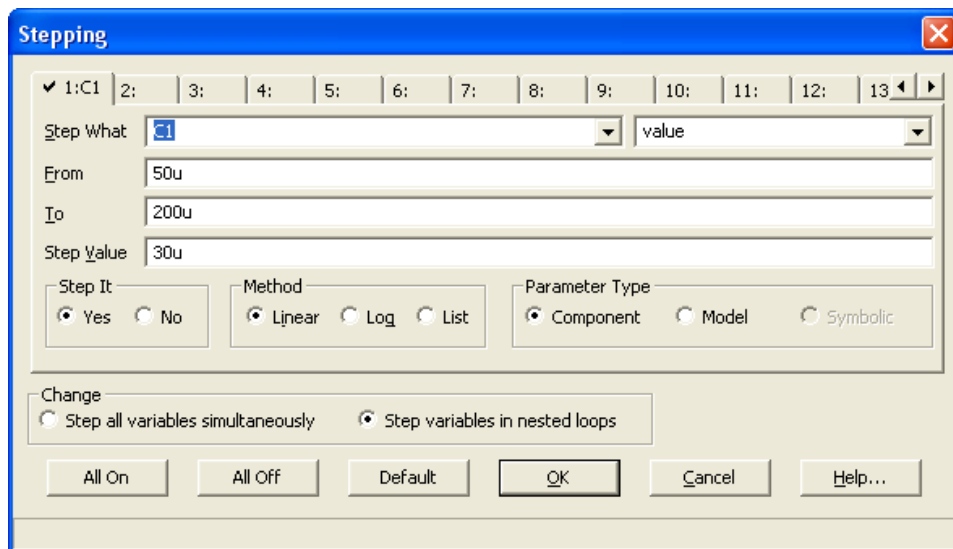 Stepping
1:C1 2: 3: 4: 5: 6: 7: 8: 9: 10: 11: 12: 13
Step What C1 value
From 50u
To 200u
Step Value 30u
Step It Method Parameter Type
Yes No Linear Log List Component Model Symbolic
Change
Step all variables simultaneously Step variables in nested loops
All On All Off Default OK Cancel Help...